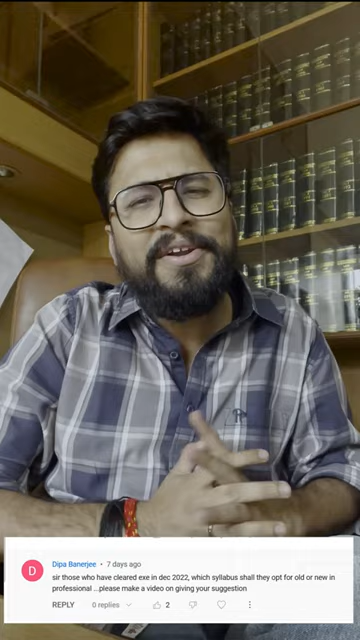 D
Dipa Banerjee • 7 days ago
sir those who have cleared exe in dec 2022, which syllabus shall they opt for old or new in
professional ...please make a video on giving your suggestion
REPLY 0 replies 2